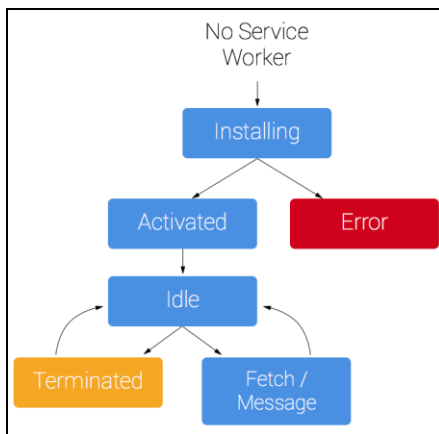 No Service
Worker
Installing
Activated
Error
Idle
Terminated
Fetch /
Message